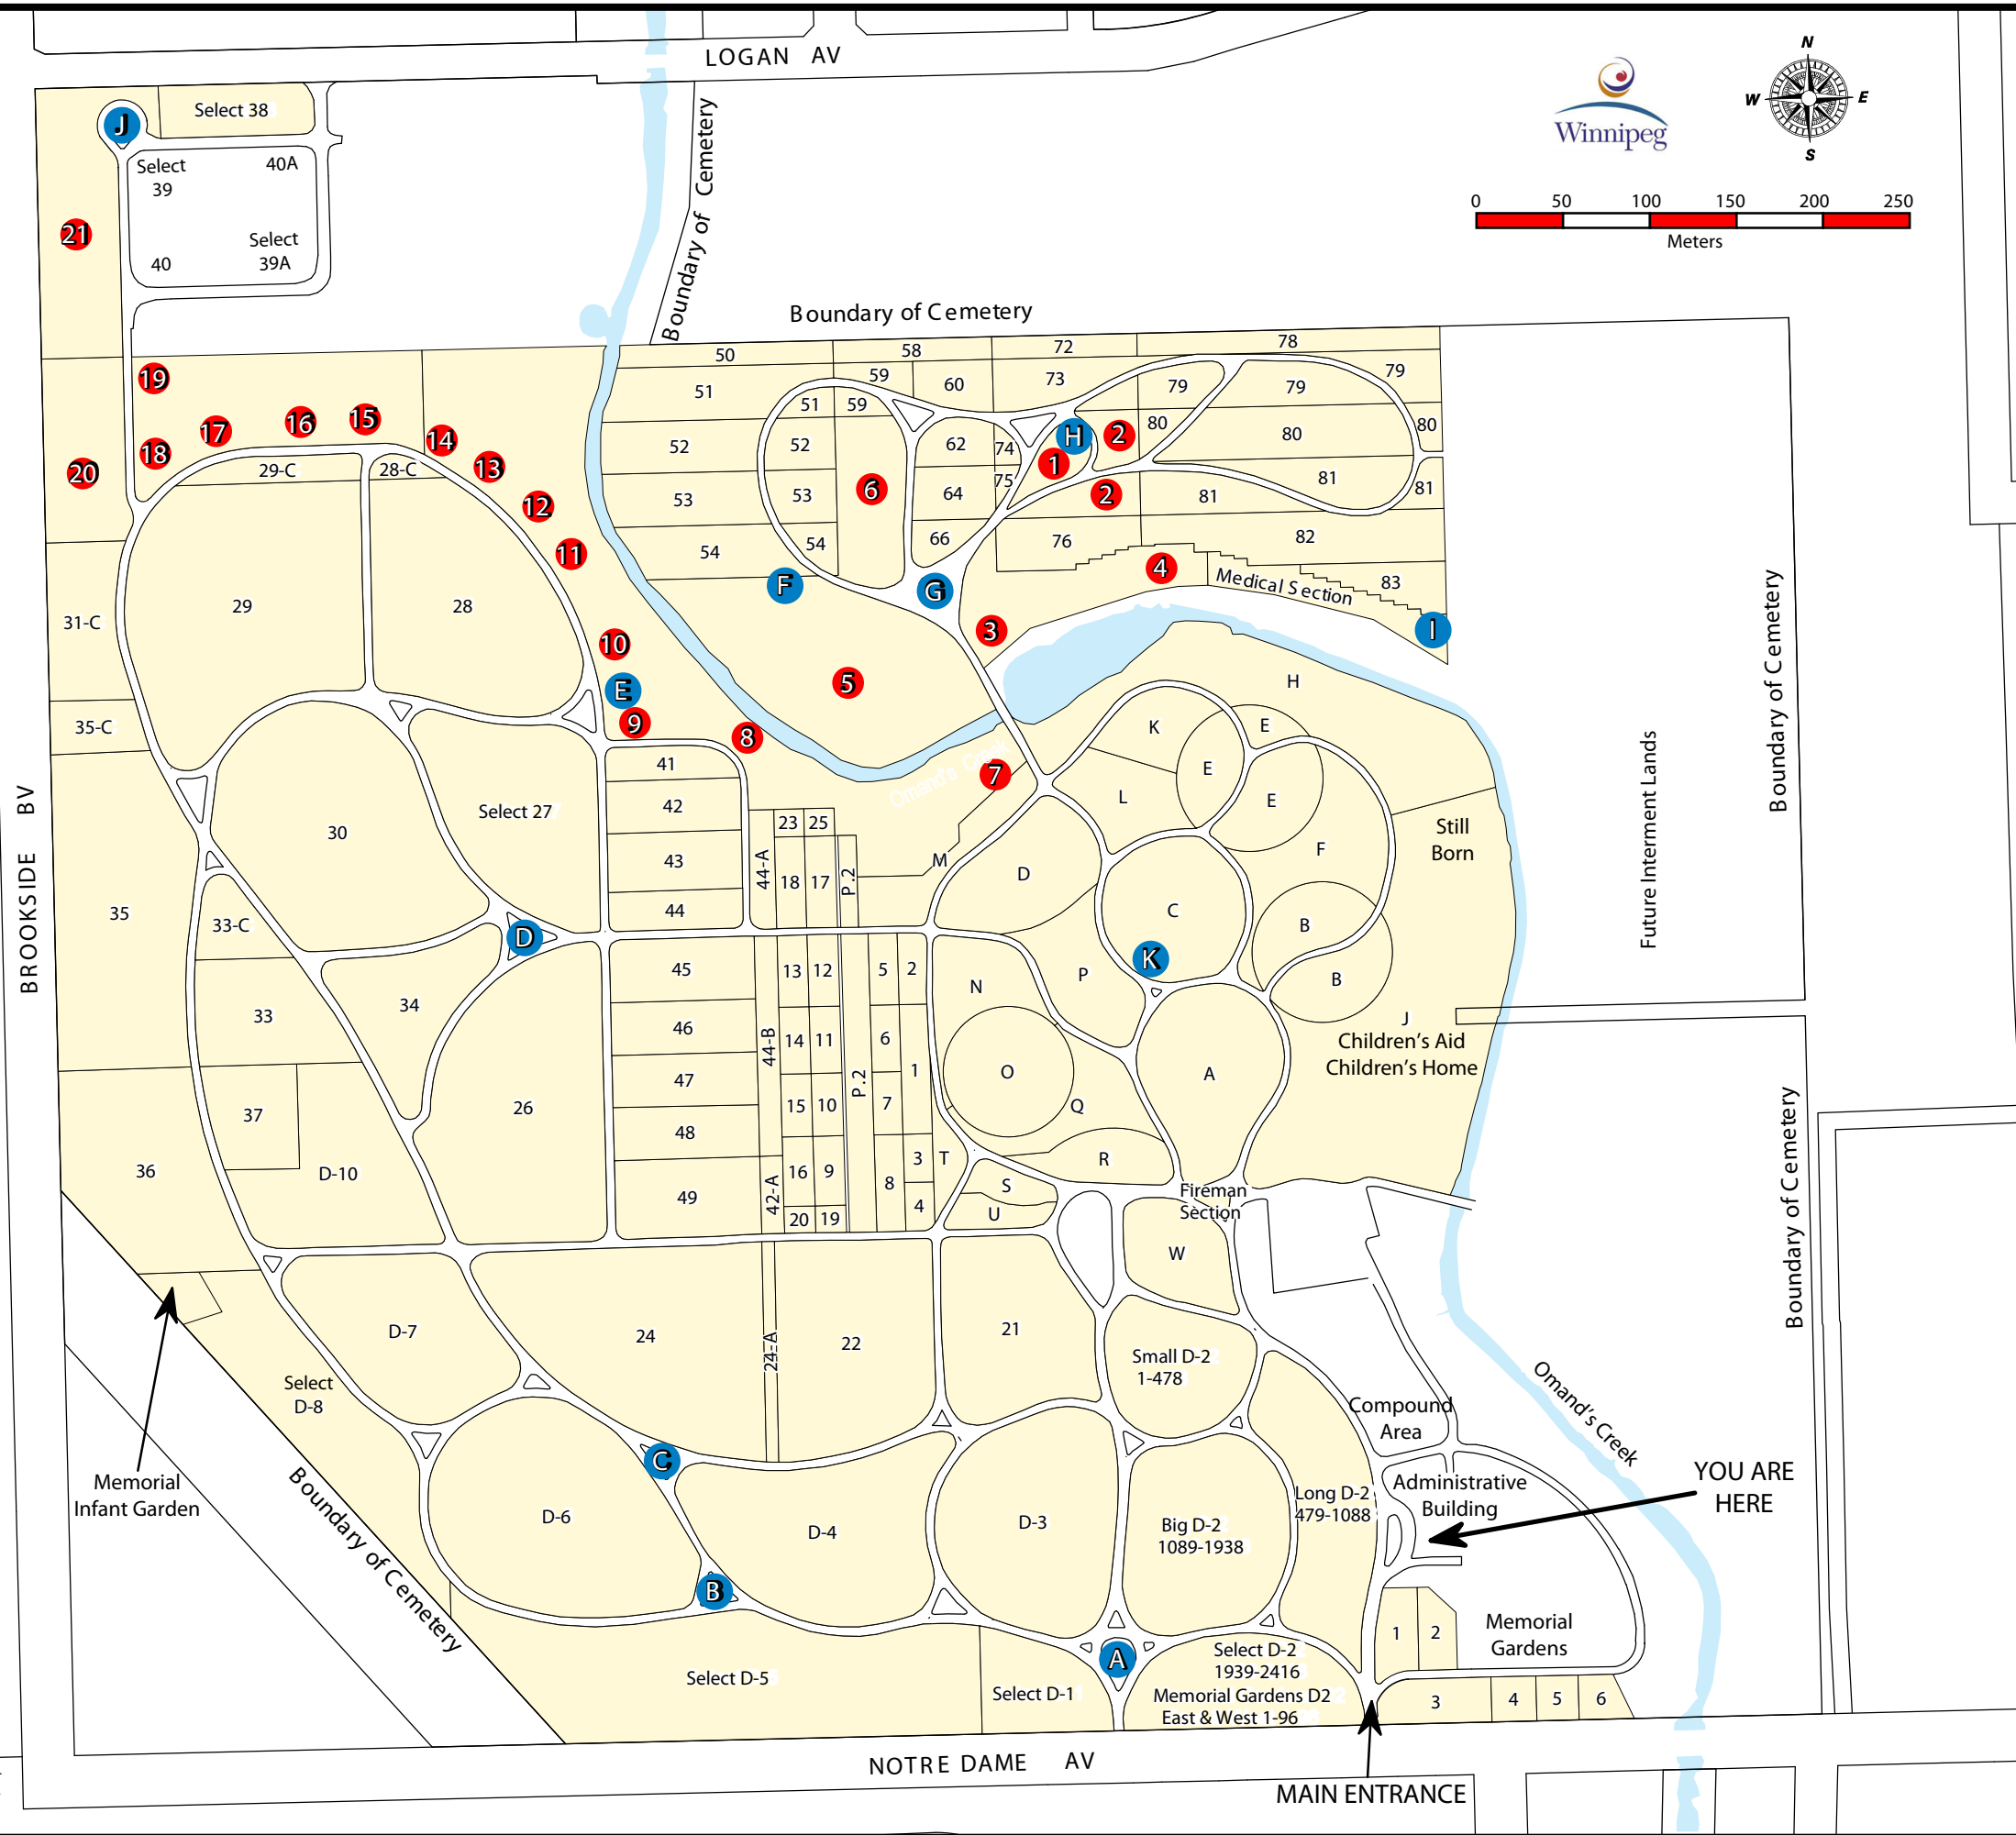 LOGAN AV
N
W E
S
Winnipeg
0 50 100 150 200 250
Meters
J
Select 38
Select
39
40A
40
Select
39A
21
Boundary of Cemetery
Boundary of Cemetery
50 58 72 78
51 59 60 73 79 79 79
51 59
52 52 62 74 H 2 80 80 80
19
17 16 15 14
18 13
20
29-C 28-C
12
11
53 53 6 64 75 1 2 81 81 81
54 54 66 76 82
F G 4 Medical Section 83
3 I
31-C 29 28
10
E
9
8
5
7
35-C
Omand's Creek
H
K E
E
L E
F
Still
Born
Future Interment Lands
Boundary of Cemetery
BROOKSIDE BV
Select 27
30
41
42
43
44
44-A
23 25
18 17
P.2
M
D
C
B
B
K
35
33-C
D
34
33
26
37
D-10
36
45
46
47
48
49
44-B
42-A
13 12
14 11
15 10
16 9
20 19
P.2
5 2
6
1
7
3
8
4
T
N
P
O
Q
R
S
U
A
J
Children's Aid
Children's Home
Boundary of Cemetery
Fireman
Section
W
D-7
24
24-A
22
21
Small D-2
1-478
Select
D-8
Memorial
Infant Garden
Boundary of Cemetery
C
D-6
D-4
D-3
B
Big D-2
1089-1938
Long D-2
479-1088
Compound
Area
Administrative
Building
Omand's Creek
YOU ARE
HERE
1 2
Memorial
Gardens
3 4 5 6
A
Select D-5
Select D-1
Select D-2
1939-2416
Memorial Gardens D2
East & West 1-96
NOTRE DAME AV
MAIN ENTRANCE